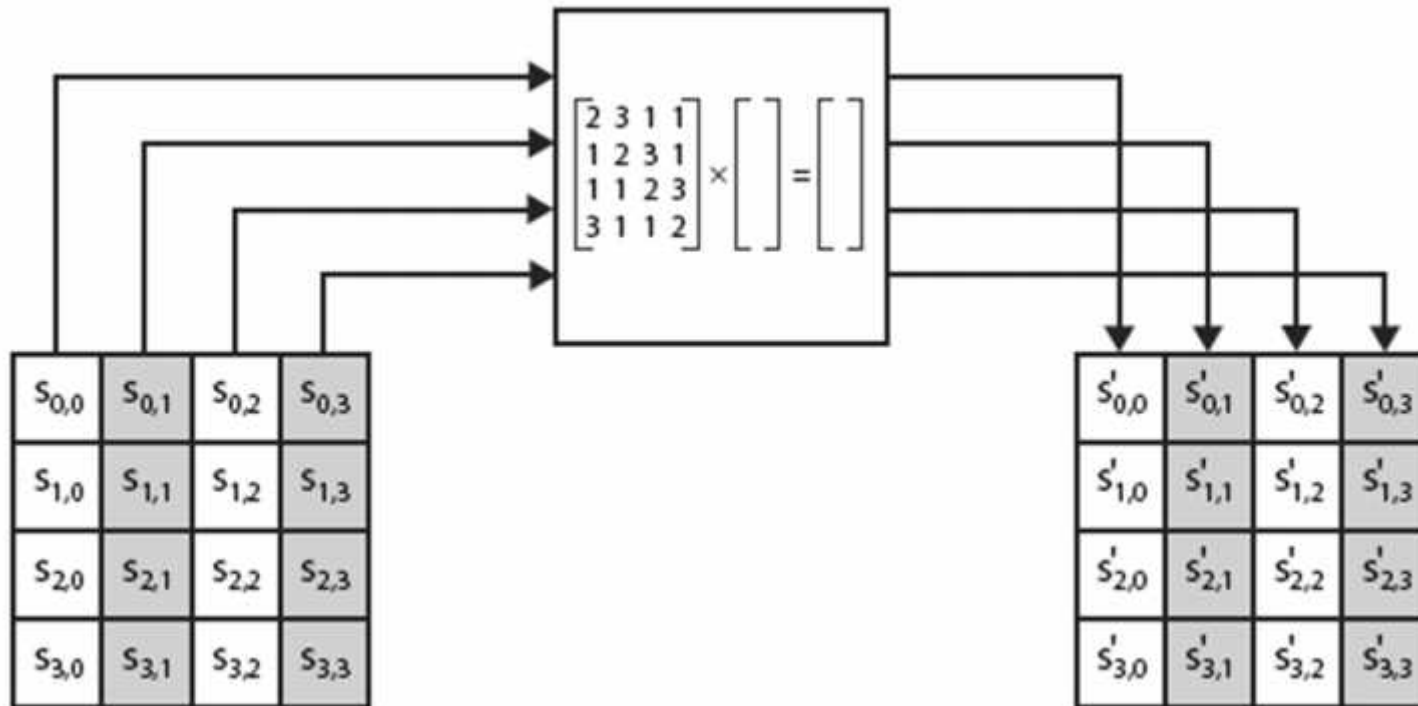 2 3 1 1
1 2 3 1
1 1 2 3
3 1 1 2
× =
S0,0 S0,1 S0,2 S0,3
S1,0 S1,1 S1,2 S1,3
S2,0 S2,1 S2,2 S2,3
S3,0 S3,1 S3,2 S3,3
S'0,0 S'0,1 S'0,2 S'0,3
S'1,0 S'1,1 S'1,2 S'1,3
S'2,0 S'2,1 S'2,2 S'2,3
S'3,0 S'3,1 S'3,2 S'3,3